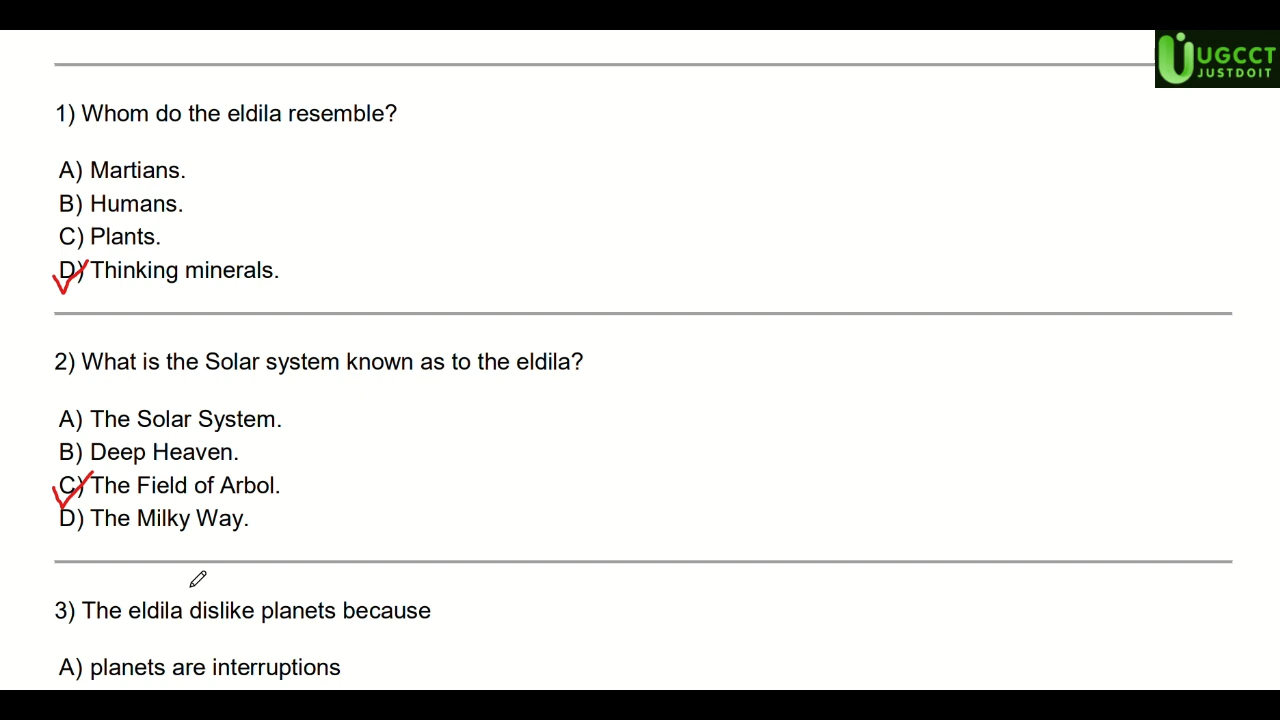 UGCCT
JUSTDOIT
1) Whom do the eldila resemble?
A) Martians.
B) Humans.
C) Plants.
D) Thinking minerals.
2) What is the Solar system known as to the eldila?
A) The Solar System.
B) Deep Heaven.
C) The Field of Arbol.
D) The Milky Way.
3) The eldila dislike planets because
A) planets are interruptions